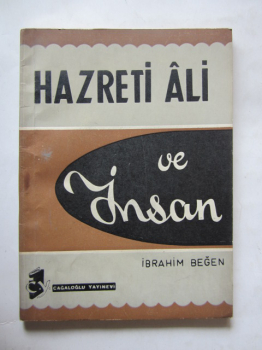 HAZRETİ ÂLİ
ve
İnsan
İBRAHİM BEĞEN
CAĞALOĞLU YAYINEVİ